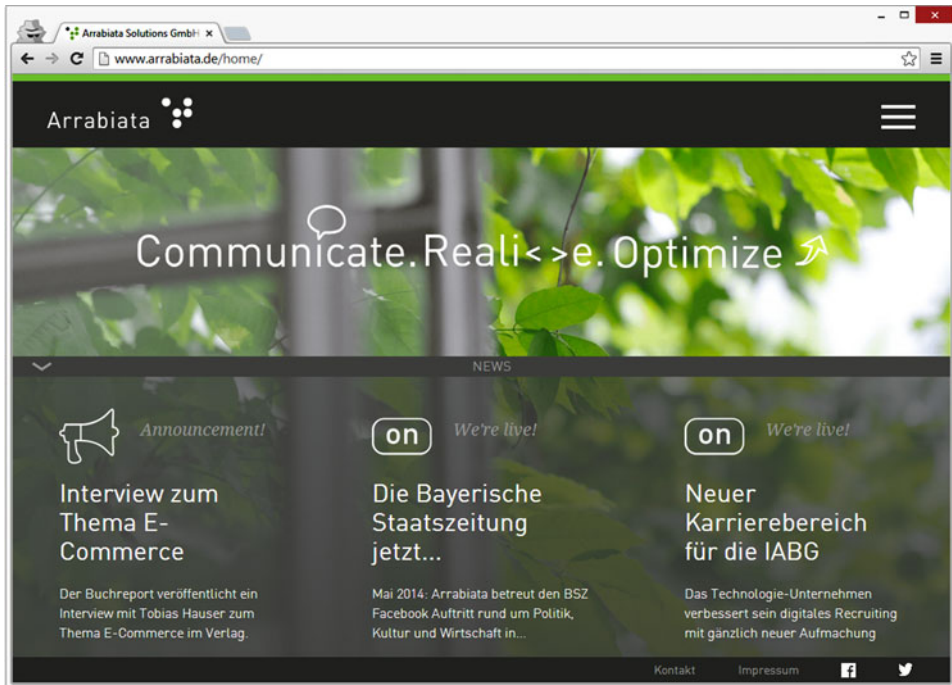 Arrabiata Solutions GmbH
www.arrabiata.de/home/
Arrabiata
Communicate.Reali<>e.Optimize
NEWS
Announcement!
Interview zum
Thema E-
Commerce
Der Buchreport veröffentlicht ein
Interview mit Tobias Hauser zum
Thema E-Commerce im Verlag.
on
We're live!
Die Bayerische
Staatszeitung
jetzt...
Mai 2014: Arrabiata betreut den BSZ
Facebook Auftritt rund um Politik,
Kultur und Wirtschaft in...
on
We're live!
Neuer
Karrierebereich
für die IABG
Das Technologie-Unternehmen
verbessert sein digitales Recruiting
mit gänzlich neuer Aufmachung
Kontakt Impressum